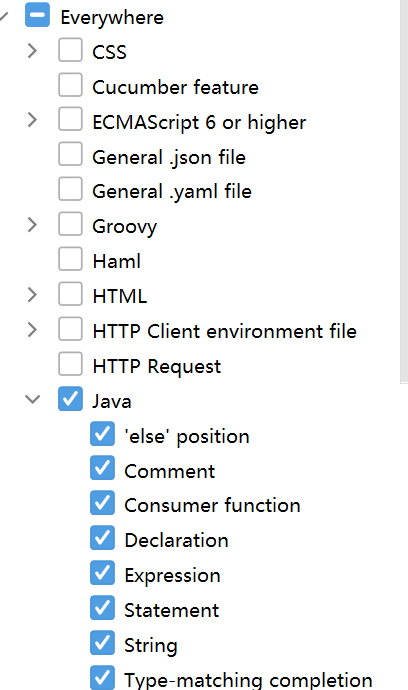 Everywhere
CSS
Cucumber feature
ECMAScript 6 or higher
General .json file
General .yaml file
Groovy
Haml
HTML
HTTP Client environment file
HTTP Request
Java
'else' position
Comment
Consumer function
Declaration
Expression
Statement
String
Type-matching completion